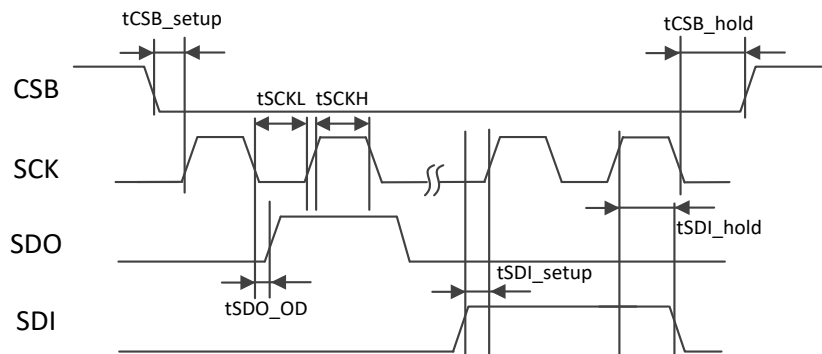 tCSB_setup
tCSB_hold
CSB
tSCKL
tSCKH
SCK
tSDI_hold
SDO
tSDI_setup
tSDO_OD
SDI